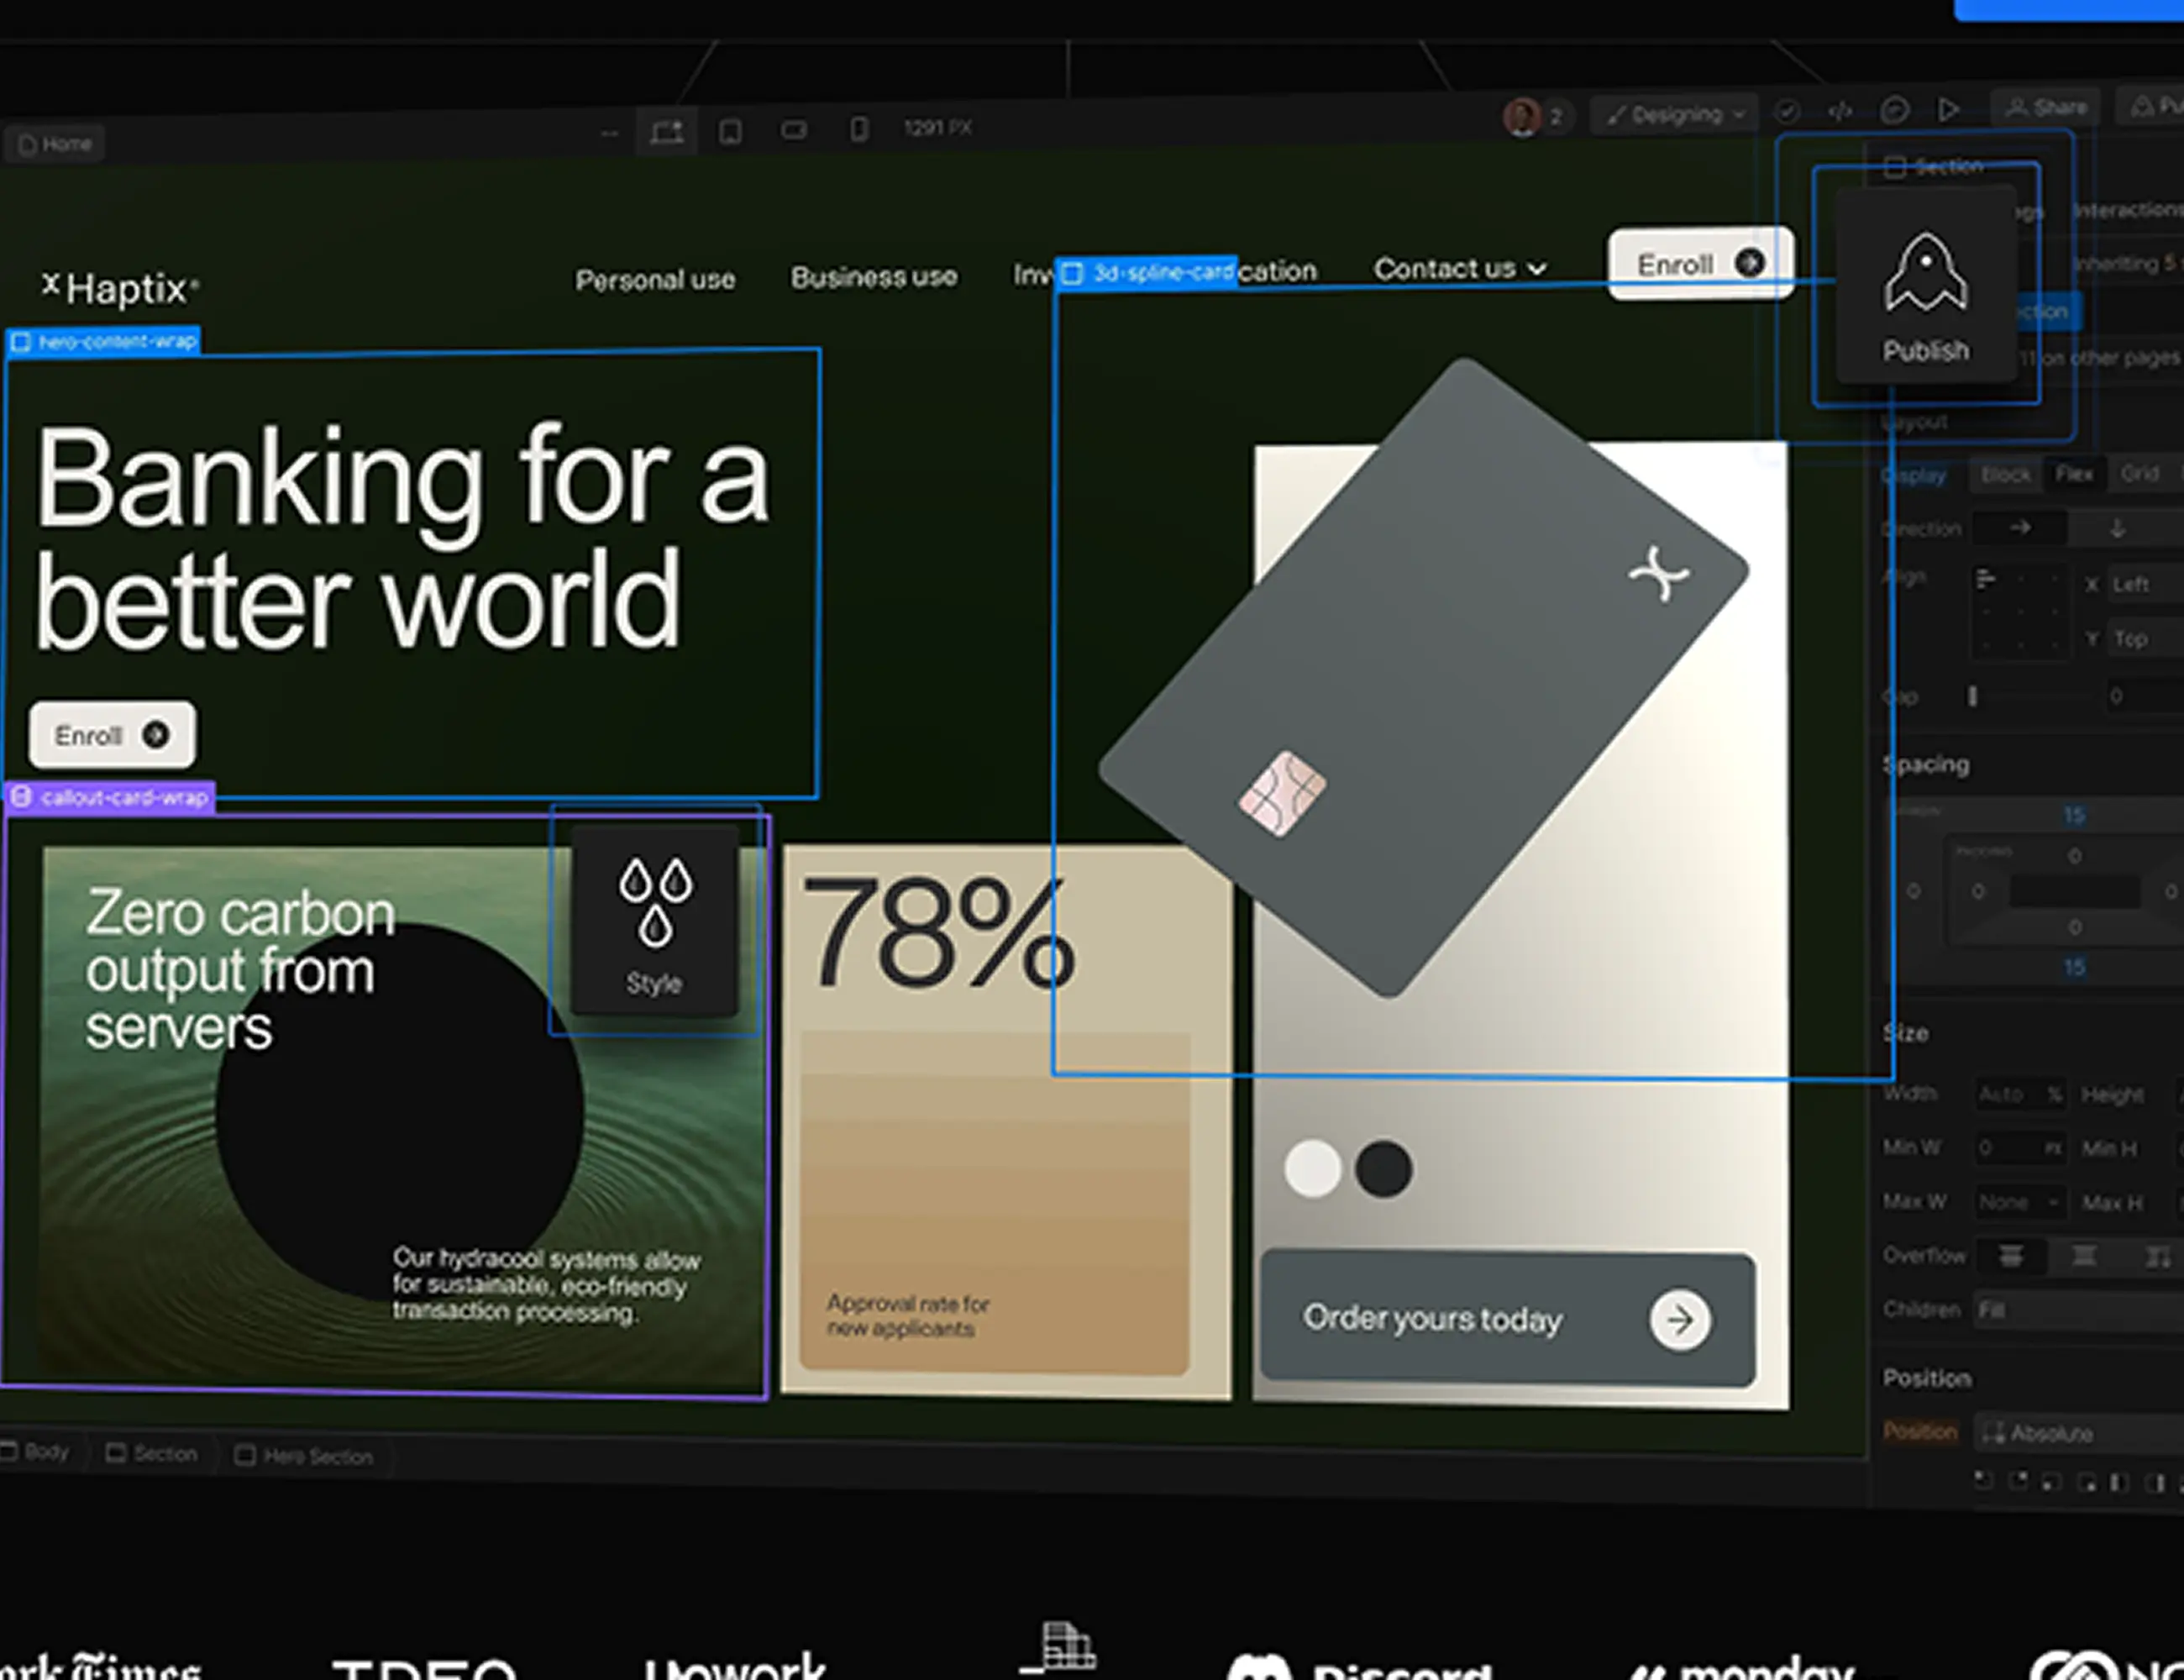 Home
1291 PX
2
Designing
Share
Section
Interactions
Haptix
Personal use
Business use
3d-spline-card
cation
Contact us
Enroll
Publish
Inheriting 5
11 on other pages
hero-content-wrap
Banking for a
better world
Enroll
Layout
Display
Block
Flex
Grid
Direction
Align
X
Left
Y
Top
Gap
0
callout-card-wrap
Zero carbon
output from
servers
Style
Our hydracool systems allow
for sustainable, eco-friendly
transaction processing.
78%
Approval rate for
new applicants
Order yours today
Spacing
15
PADDING
0
0
0
0
0
15
Size
Width
Auto
%
Height
Min W
0
PX
Min H
Max W
None
Max H
Overflow
Children
Fill
Position
Position
Absolute
Body
Section
Hero Section
Times
IDEO
Upwork
Discord
monday